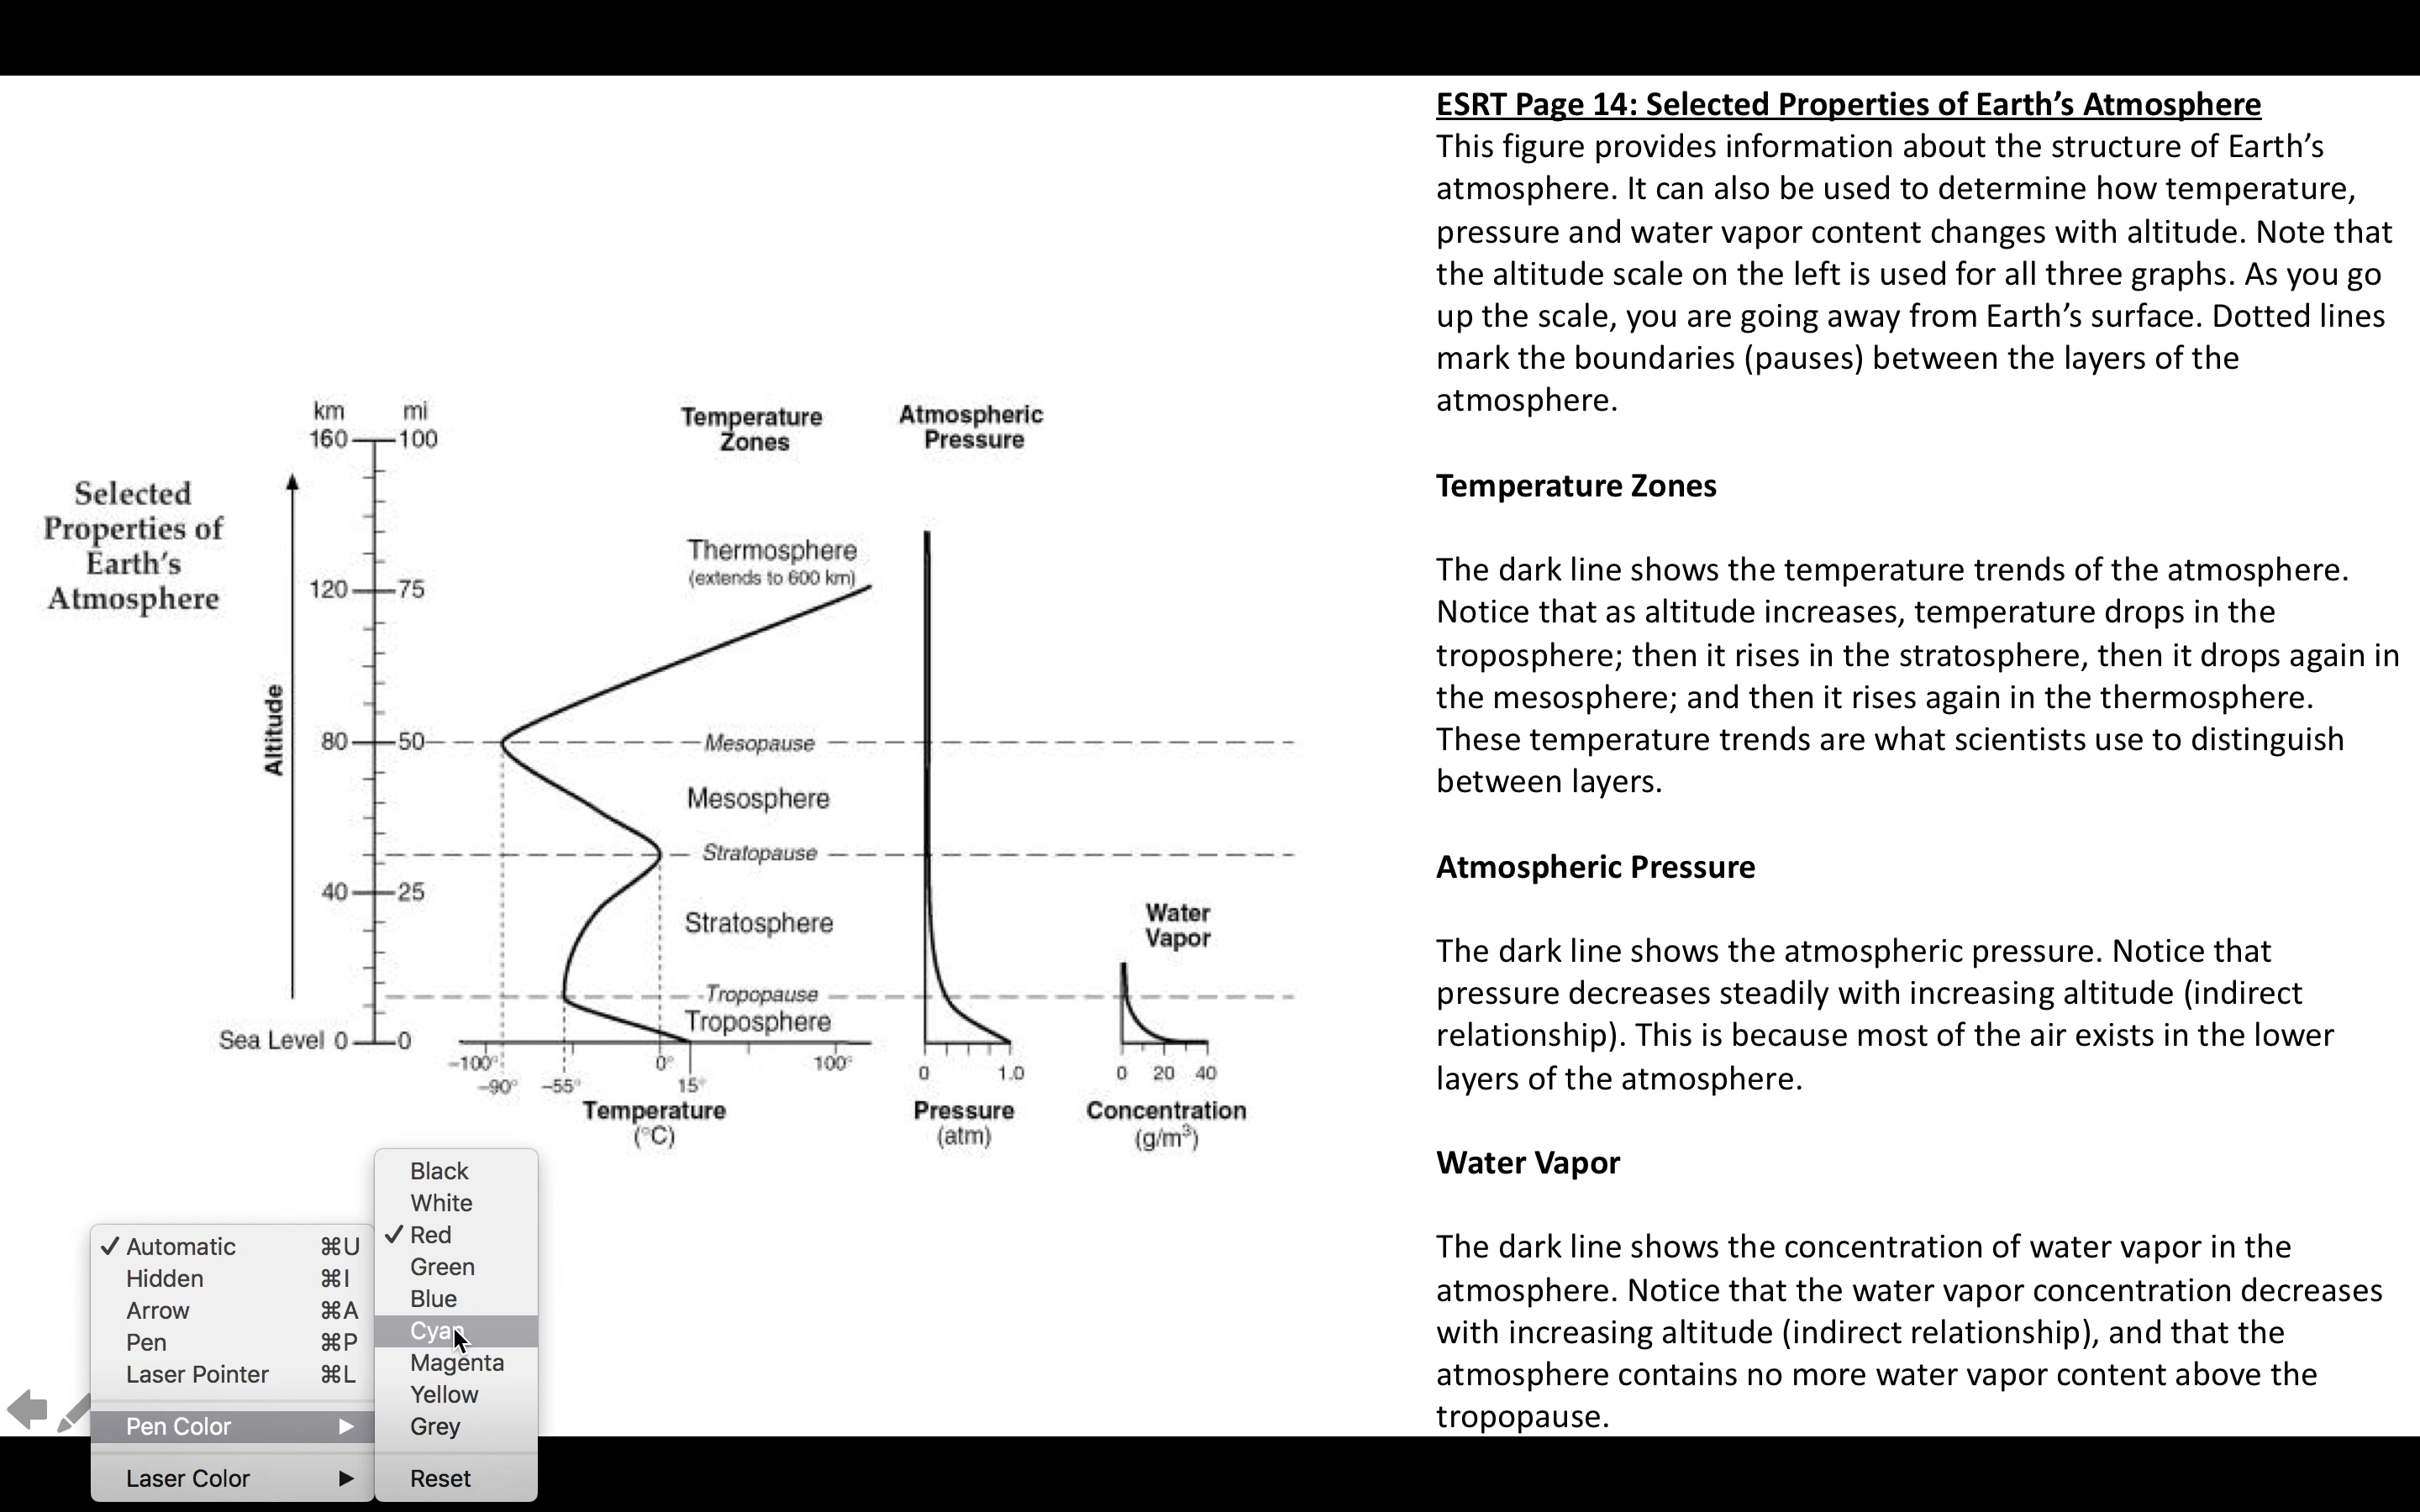 ESRT Page 14: Selected Properties of Earth’s Atmosphere
This figure provides information about the structure of Earth’s
atmosphere. It can also be used to determine how temperature,
pressure and water vapor content changes with altitude. Note that
the altitude scale on the left is used for all three graphs. As you go
up the scale, you are going away from Earth’s surface. Dotted lines
mark the boundaries (pauses) between the layers of the
atmosphere.
Temperature Zones
The dark line shows the temperature trends of the atmosphere.
Notice that as altitude increases, temperature drops in the
troposphere; then it rises in the stratosphere, then it drops again in
the mesosphere; and then it rises again in the thermosphere.
These temperature trends are what scientists use to distinguish
between layers.
Atmospheric Pressure
The dark line shows the atmospheric pressure. Notice that
pressure decreases steadily with increasing altitude (indirect
relationship). This is because most of the air exists in the lower
layers of the atmosphere.
Water Vapor
The dark line shows the concentration of water vapor in the
atmosphere. Notice that the water vapor concentration decreases
with increasing altitude (indirect relationship), and that the
atmosphere contains no more water vapor content above the
tropopause.
Selected
Properties of
Earth’s
Atmosphere
Altitude
km mi
160 100
120 75
80 50
40 25
Sea Level 0 0
Temperature
Zones
Thermosphere
(extends to 600 km)
Mesopause
Mesosphere
Stratopause
Stratosphere
Tropopause
Troposphere
–100° 0° 100°
–90° –55° 15°
Temperature
(°C)
Atmospheric
Pressure
0 1.0
Pressure
(atm)
Water
Vapor
0 20 40
Concentration
(g/m³)
✓ Automatic ⌘U
Hidden ⌘I
Arrow ⌘A
Pen ⌘P
Laser Pointer ⌘L
Pen Color ▶
Laser Color ▶
Black
White
✓ Red
Green
Blue
Cyan
Magenta
Yellow
Grey
Reset